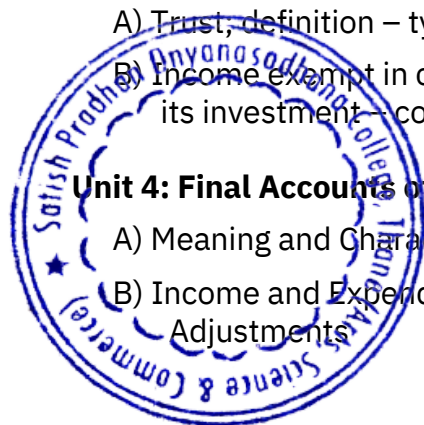 A) Trust, definition – ty
B) Income exempt in c
its investment – co
Unit 4: Final Accounts o
A) Meaning and Chara
B) Income and Expend
Adjustments
Satish Pradhan Dnyanasadhana College, Thane (Arts, Science & Commerce) ★